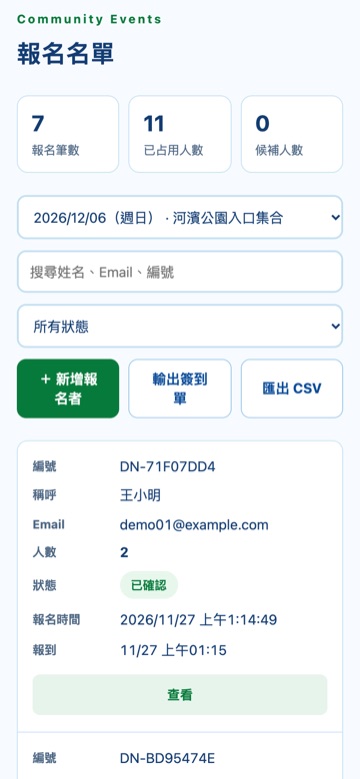 Community Events
報名名單
7
報名筆數
11
已占用人數
0
候補人數
2026/12/06（週日） · 河濱公園入口集合
搜尋姓名、Email、編號
所有狀態
＋ 新增報
名者
輸出簽到
單
匯出 CSV
編號 DN-71F07DD4
稱呼 王小明
Email demo01@example.com
人數 2
狀態 已確認
報名時間 2026/11/27 上午1:14:49
報到 11/27 上午01:15
查看
編號 DN-BD95474E